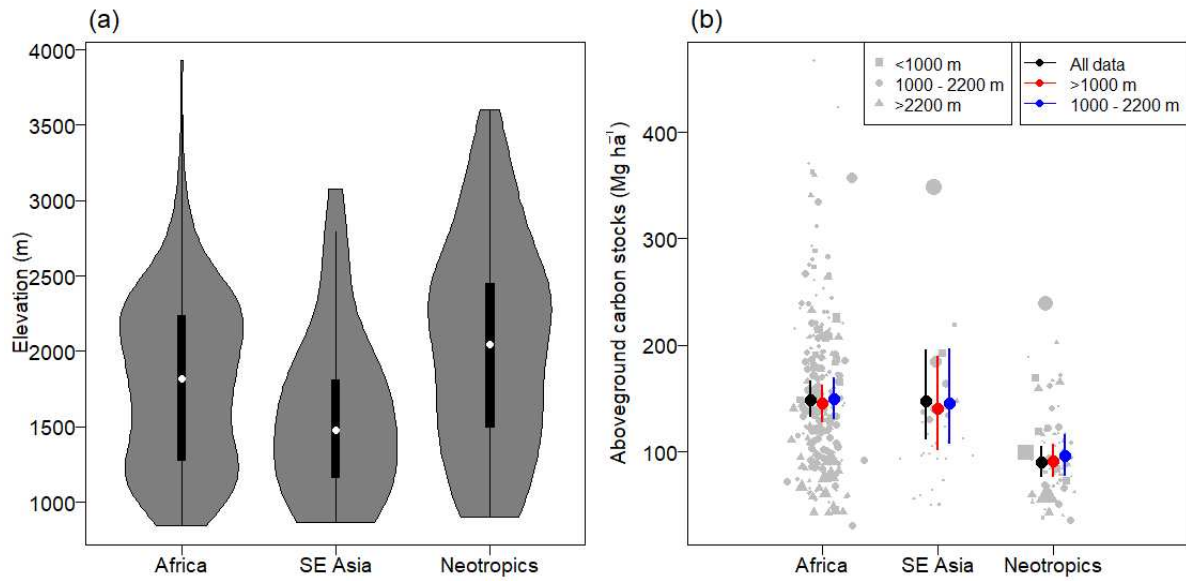 (a)
Elevation (m)
4000
3500
3000
2500
2000
1500
1000
Africa
SE Asia
Neotropics
(b)
Aboveground carbon stocks (Mg ha⁻¹)
400
300
200
100
<1000 m
1000 - 2200 m
>2200 m
All data
>1000 m
1000 - 2200 m
Africa
SE Asia
Neotropics